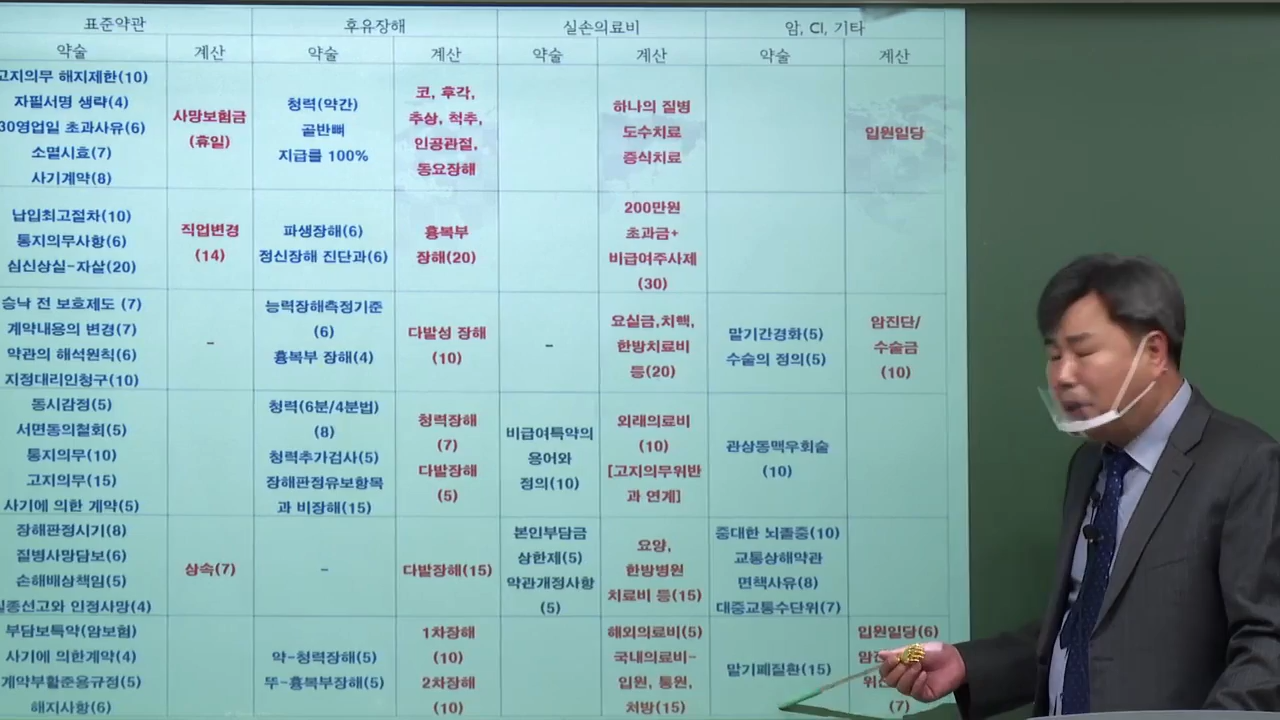 표준약관 후유장해 실손의료비 암, CI, 기타
약술 계산 약술 계산 약술 계산 약술 계산
고지의무 해지제한(10)
자필서명 생략(4)
30영업일 초과사유(6)
소멸시효(7)
사기계약(8)
사망보험금
(휴일)
청력(약간)
골반뼈
지급률 100%
코, 후각,
추상, 척추,
인공관절,
동요장해
하나의 질병
도수치료
증식치료
입원일당
납입최고절차(10)
통지의무사항(6)
심신상실-자살(20)
직업변경
(14)
파생장해(6)
정신장해 진단과(6)
흉복부
장해(20)
200만원
초과금+
비급여주사제
(30)
승낙 전 보호제도 (7)
계약내용의 변경(7)
약관의 해석원칙(6)
지정대리인청구(10)
-
능력장해측정기준
(6)
흉복부 장해(4)
다발성 장해
(10)
-
요실금,치핵,
한방치료비
등(20)
말기간경화(5)
수술의 정의(5)
암진단/
수술금
(10)
동시감정(5)
서면동의철회(5)
통지의무(10)
고지의무(15)
사기에 의한 계약(5)
청력(6분/4분법)
(8)
청력추가검사(5)
장해판정유보항목
과 비장해(15)
청력장해
(7)
다발장해
(5)
비급여특약의
용어와
정의(10)
외래의료비
(10)
[고지의무위반
과 연계]
관상동맥우회술
(10)
장해판정시기(8)
질병사망담보(6)
손해배상책임(5)
실종선고와 인정사망(4)
상속(7)
-
다발장해(15)
본인부담금
상한제(5)
약관개정사항
(5)
요양,
한방병원
치료비 등(15)
중대한 뇌졸중(10)
교통상해약관
면책사유(8)
대중교통수단위(7)
부담보특약(암보험)
사기에 의한계약(4)
계약부활준용규정(5)
해지사항(6)
약-청력장해(5)
뚜-흉복부장해(5)
1차장해
(10)
2차장해
(10)
해외의료비(5)
국내의료비-
입원, 통원,
처방(15)
말기폐질환(15)
입원일당(6)
(7)